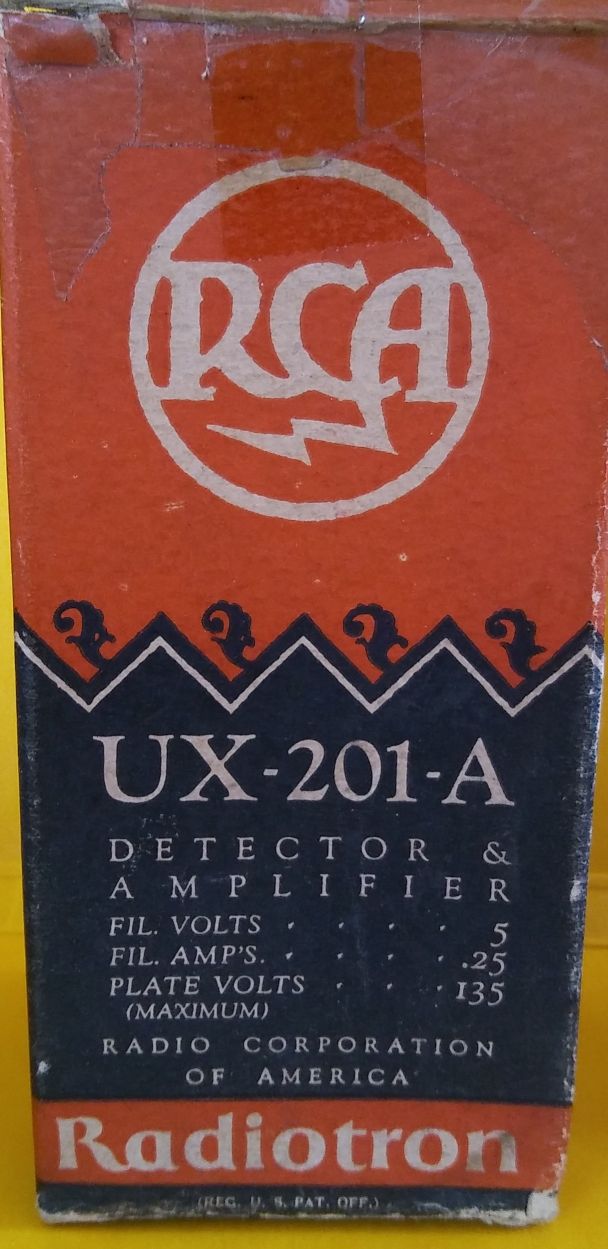 RCA
UX-201-A
DETECTOR &
AMPLIFIER
FIL. VOLTS . . . . 5
FIL. AMP'S. . . . . .25
PLATE VOLTS . . . 135
(MAXIMUM)
RADIO CORPORATION
OF AMERICA
Radiotron
(REG. U. S. PAT. OFF.)